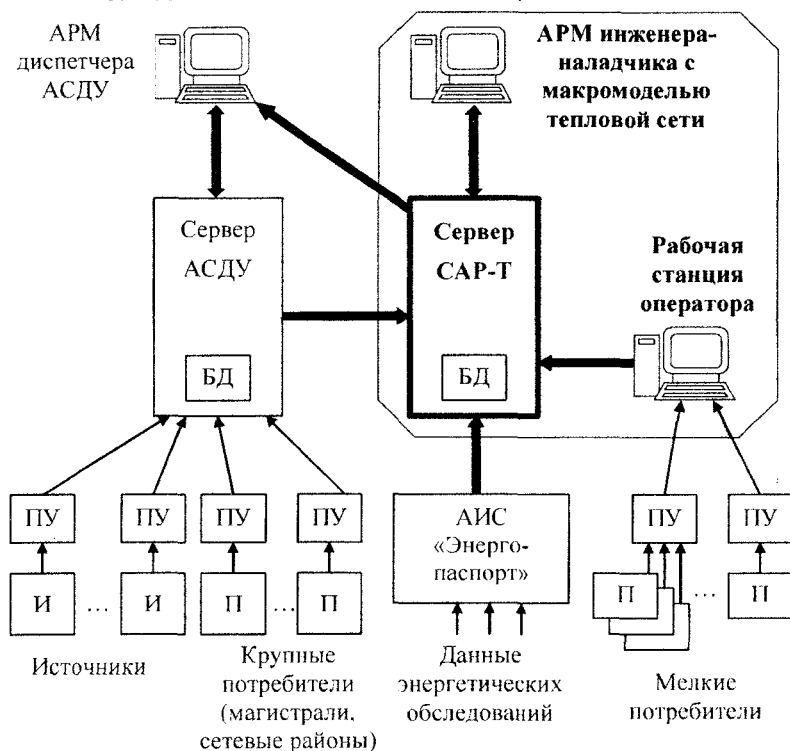 АРМ
диспетчера
АСДУ
АРМ инженера-
наладчика с
макромоделью
тепловой сети
Сервер
АСДУ
БД
Сервер
САР-Т
БД
Рабочая
станция
оператора
ПУ
ПУ
ПУ
ПУ
АИС
«Энерго-
паспорт»
ПУ
ПУ
И
...
И
П
...
П
П
...
П
Источники
Крупные
потребители
(магистрали,
сетевые районы)
Данные
энергетических
обследований
Мелкие
потребители